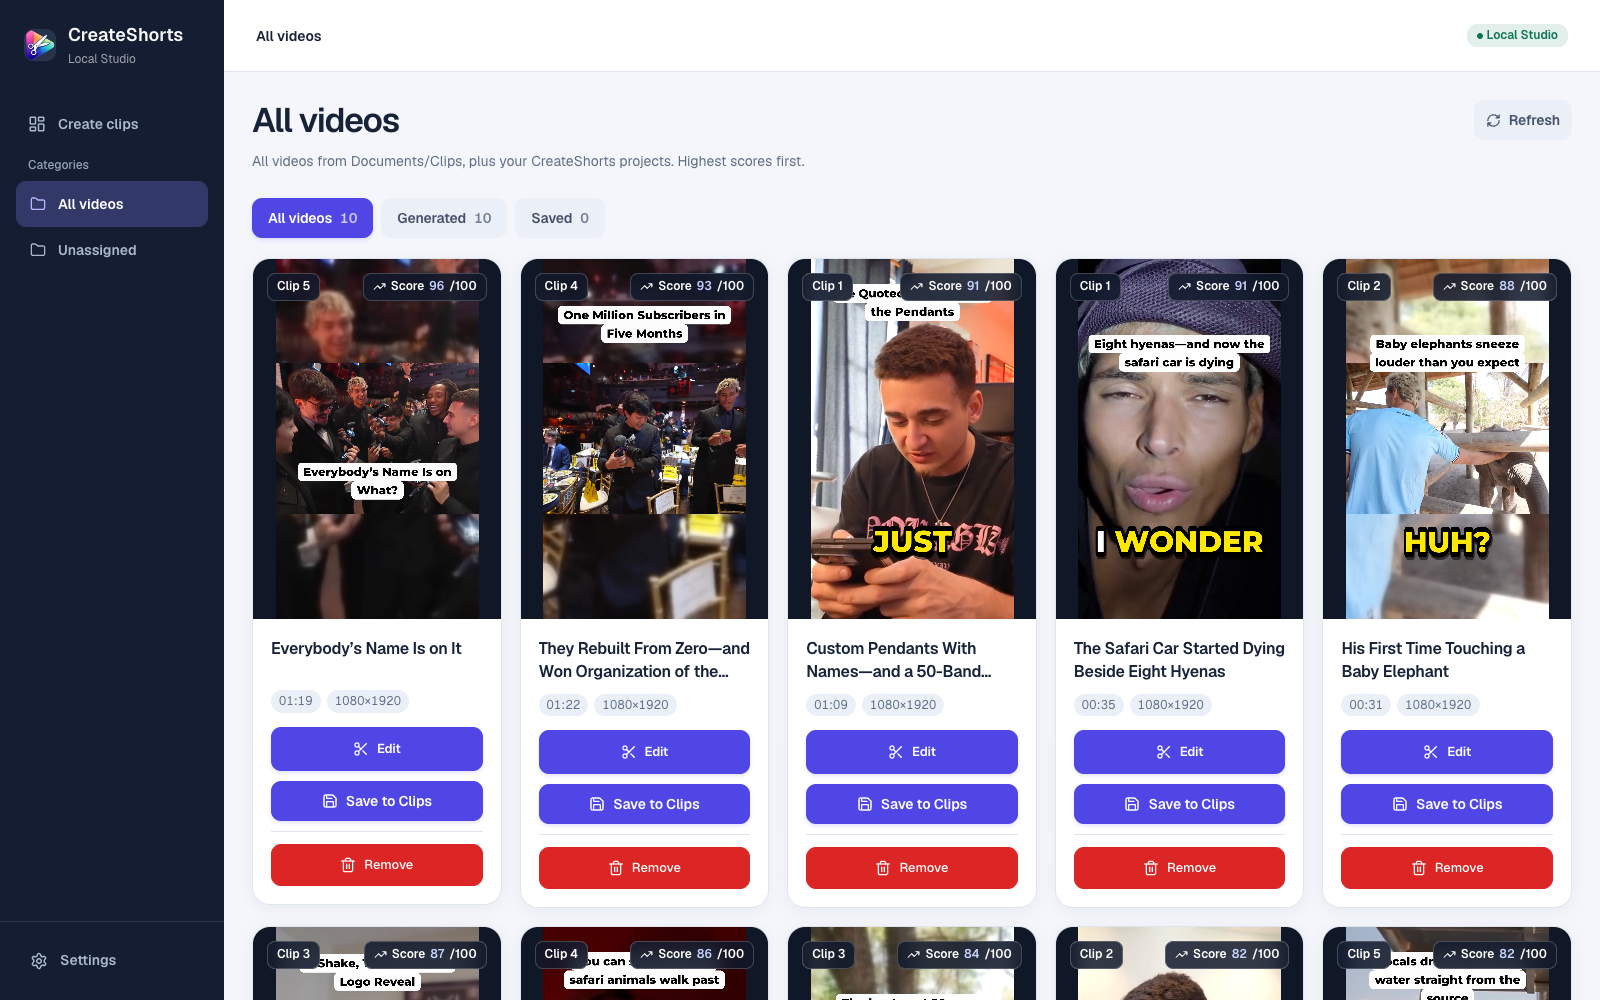 CreateShorts
Local Studio
Create clips
Categories
All videos
Unassigned
Settings
All videos
Local Studio
All videos
Refresh
All videos from Documents/Clips, plus your CreateShorts projects. Highest scores first.
All videos 10
Generated 10
Saved 0
Clip 5
Score 96 /100
Everybody's Name Is on
What?
Everybody's Name Is on It
01:19
1080×1920
Edit
Save to Clips
Remove
Clip 4
Score 93 /100
One Million Subscribers in
Five Months
They Rebuilt From Zero—and
Won Organization of the...
01:22
1080×1920
Edit
Save to Clips
Remove
Clip 1
Score 91 /100
Quoted
the Pendants
JUST
Custom Pendants With
Names—and a 50-Band...
01:09
1080×1920
Edit
Save to Clips
Remove
Clip 1
Score 91 /100
Eight hyenas—and now the
safari car is dying
I WONDER
The Safari Car Started Dying
Beside Eight Hyenas
00:35
1080×1920
Edit
Save to Clips
Remove
Clip 2
Score 88 /100
Baby elephants sneeze
louder than you expect
HUH?
His First Time Touching a
Baby Elephant
00:31
1080×1920
Edit
Save to Clips
Remove
Clip 3
Score 87 /100
Shake,
Logo Reveal
Clip 4
Score 86 /100
can
safari animals walk past
Clip 3
Score 84 /100
Clip 2
Score 82 /100
Clip 5
Score 82 /100
water straight from the
source